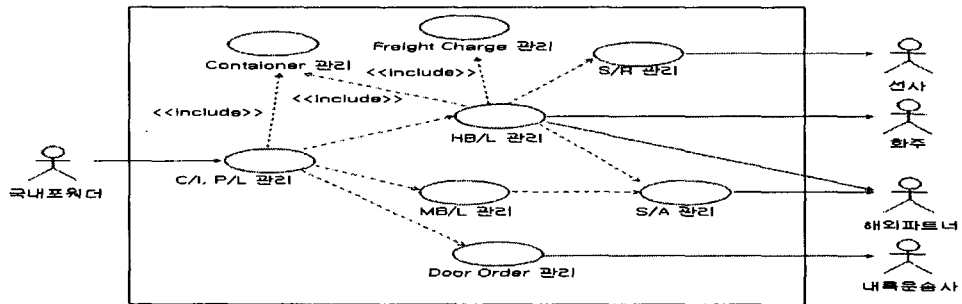 Freight Charge 관리
Contaioner 관리
S/R 관리
선사
<<include>>
<<include>>
<<include>>
HB/L 관리
화주
국내포워더
C/I, P/L 관리
MB/L 관리
S/A 관리
해외파트너
Door Order 관리
내륙운송사